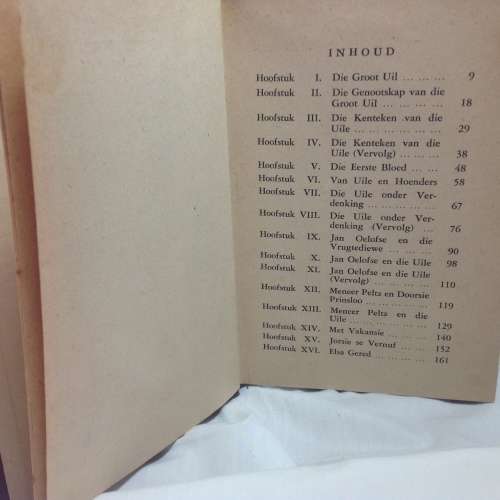 INHOUD
Hoofstuk I. Die Groot Uil ... ... ... 9
Hoofstuk II. Die Genootskap van die
Groot Uil ... ... ... ... 18
Hoofstuk III. Die Kenteken van die
Uile ... ... ... ... ... ... 29
Hoofstuk IV. Die Kenteken van die
Uile (Vervolg) ... ... ... 38
Hoofstuk V. Die Eerste Bloed ... ... 48
Hoofstuk VI. Van Uile en Hoenders 58
Hoofstuk VII. Die Uile onder Ver-
denking ... ... ... ... ... 67
Hoofstuk VIII. Die Uile onder Ver-
denking (Vervolg) ... 76
Hoofstuk IX. Jan Oelofse en die
Vrugtediewe ... ... ... 90
Hoofstuk X. Jan Oelofse en die Uile 98
Hoofstuk XI. Jan Oelofse en die Uile
(Vervolg) ... ... ... ... 110
Hoofstuk XII. Meneer Pelta en Doorsie
Prinsloo ... ... ... ... 119
Hoofstuk XIII. Meneer Pelta en die
Uile ... ... ... ... ... ... 129
Hoofstuk XIV. Met Vakansie ... ... ... 140
Hoofstuk XV. Jorsie se Vernuf ... ... 152
Hoofstuk XVI. Elsa Gered ... ... ... ... 161